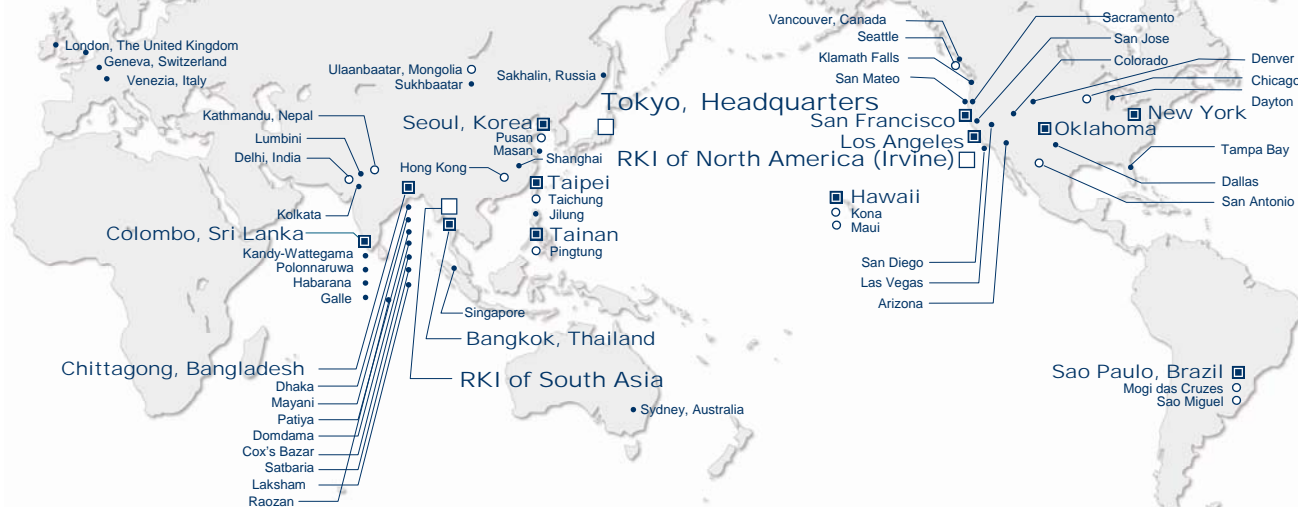 London, The United Kingdom
Geneva, Switzerland
Venezia, Italy
Ulaanbaatar, Mongolia
Sukhbaatar
Sakhalin, Russia
Kathmandu, Nepal
Lumbini
Delhi, India
Kolkata
Colombo, Sri Lanka
Kandy-Wattegama
Polonnaruwa
Habarana
Galle
Seoul, Korea
Pusan
Masan
Shanghai
Hong Kong
Taipei
Taichung
Jilung
Tainan
Pingtung
Tokyo, Headquarters
Singapore
Bangkok, Thailand
RKI of South Asia
Chittagong, Bangladesh
Dhaka
Mayani
Patiya
Domdama
Cox's Bazar
Satbaria
Laksham
Raozan
Sydney, Australia
Vancouver, Canada
Seattle
Klamath Falls
San Mateo
San Francisco
Los Angeles
RKI of North America (Irvine)
Hawaii
Kona
Maui
San Diego
Las Vegas
Arizona
Sacramento
San Jose
Colorado
Denver
Chicago
Dayton
New York
Oklahoma
Tampa Bay
Dallas
San Antonio
Sao Paulo, Brazil
Mogi das Cruzes
Sao Miguel